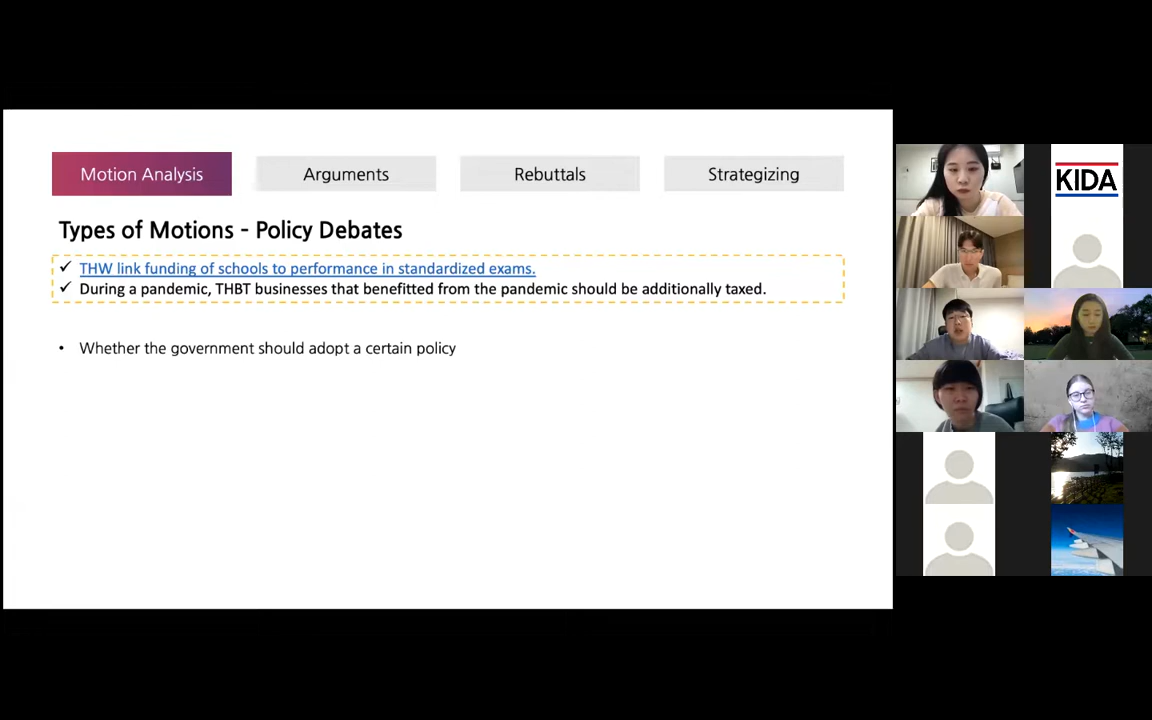 Motion Analysis
Arguments
Rebuttals
Strategizing
Types of Motions - Policy Debates
✓ THW link funding of schools to performance in standardized exams.
✓ During a pandemic, THBT businesses that benefitted from the pandemic should be additionally taxed.
• Whether the government should adopt a certain policy
KIDA